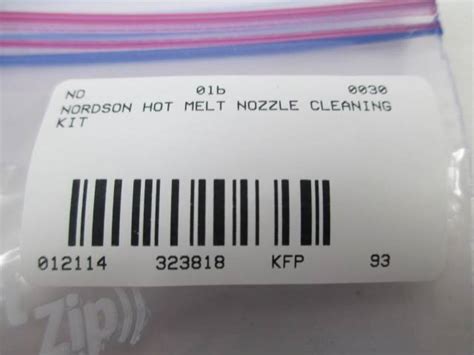 NO 01b 0030
NORDSON HOT MELT NOZZLE CLEANING
KIT
012114 323818 KFP 93
Zip